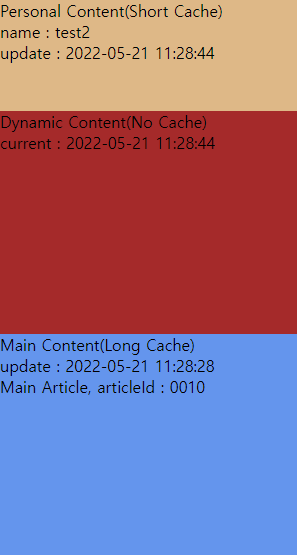 Personal Content(Short Cache)
name : test2
update : 2022-05-21 11:28:44
Dynamic Content(No Cache)
current : 2022-05-21 11:28:44
Main Content(Long Cache)
update : 2022-05-21 11:28:28
Main Article, articleId : 0010